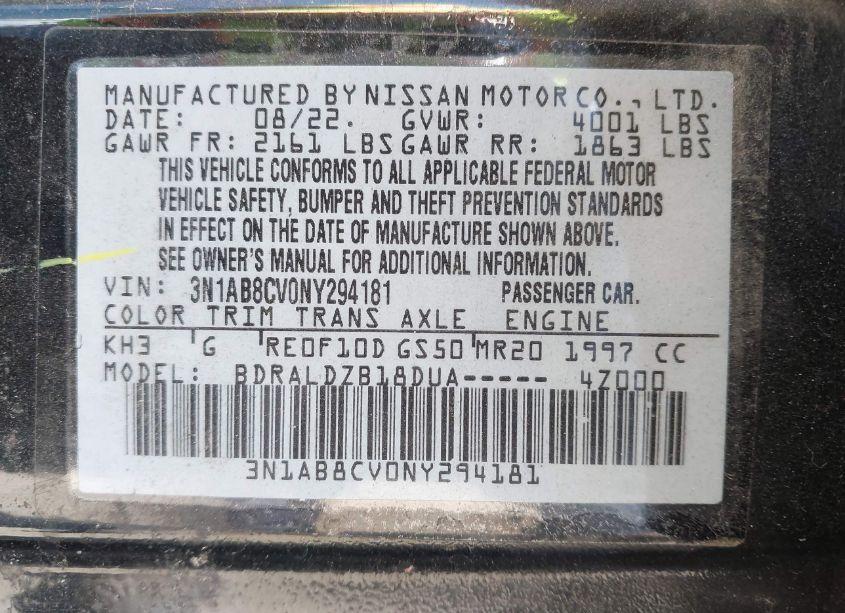 MANUFACTURED BY NISSAN MOTOR CO., LTD.
DATE: 08/22. GVWR: 4001 LBS
GAWR FR: 2161 LBS GAWR RR: 1863 LBS
THIS VEHICLE CONFORMS TO ALL APPLICABLE FEDERAL MOTOR
VEHICLE SAFETY, BUMPER AND THEFT PREVENTION STANDARDS
IN EFFECT ON THE DATE OF MANUFACTURE SHOWN ABOVE.
SEE OWNER'S MANUAL FOR ADDITIONAL INFORMATION.
VIN: 3N1AB8CV0NY294181 PASSENGER CAR.
COLOR TRIM TRANS AXLE ENGINE
KH3 G RE0F10D GS50 MR20 1997 CC
MODEL: BDRALDZB18DUA----- 4Z000
3N1AB8CV0NY294181